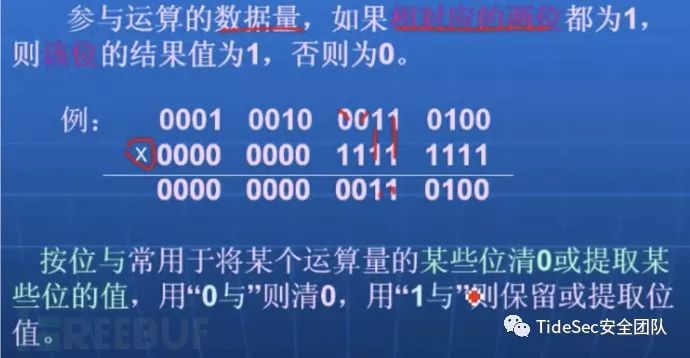 参与运算的数据量，如果相对应的两位都为1，
则该位的结果值为1，否则为0。
例： 0001 0010 0011 0100
x 0000 0000 1111 1111
0000 0000 0011 0100
按位与常用于将某个运算量的某些位清0或提取某
些位的值，用“0与”则清0，用“1与”则保留或提取位
值。
REEBUF
TideSec安全团队